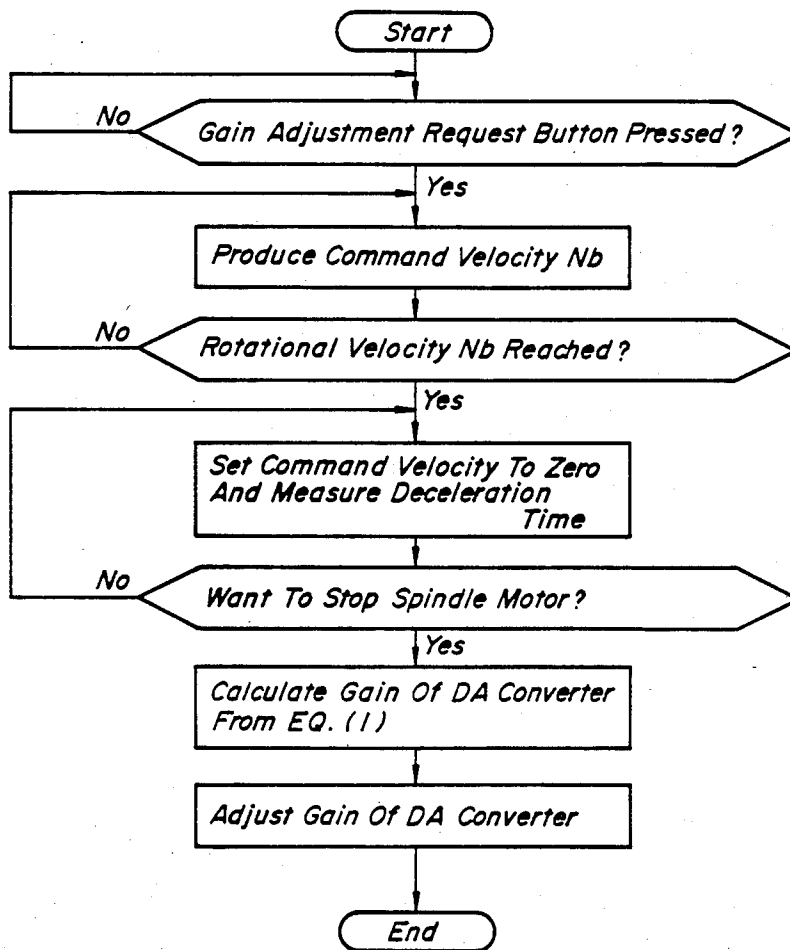 Start
No
Gain Adjustment Request Button Pressed?
Yes
Produce Command Velocity Nb
No
Rotational Velocity Nb Reached?
Yes
Set Command Velocity To Zero
And Measure Deceleration
Time
No
Want To Stop Spindle Motor?
Yes
Calculate Gain Of DA Converter
From EQ. (1)
Adjust Gain Of DA Converter
End